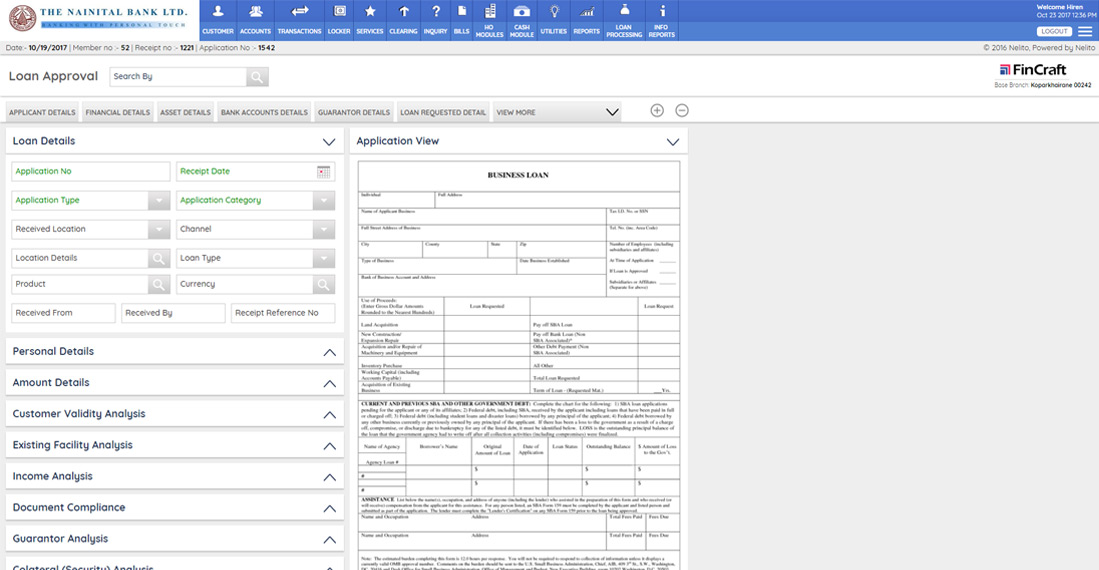 THE NAINITAL BANK LTD.
BANKING WITH PERSONAL TOUCH
CUSTOMER ACCOUNTS TRANSACTIONS LOCKER SERVICES CLEARING INQUIRY BILLS HO MODULES CASH MODULE UTILITIES REPORTS LOAN PROCESSING INFO REPORTS
Welcome Hiren
Oct 23 2017 12:36 PM
LOGOUT
Date:- 10/19/2017 | Member no :- 52 | Receipt no :- 1221 | Application No :- 1542
© 2016 Nelito, Powered by Nelito
Loan Approval
Search By
FinCraft
Base Branch: Koparkhairane 00242
APPLICANT DETAILS FINANCIAL DETAILS ASSET DETAILS BANK ACCOUNTS DETAILS GUARANTOR DETAILS LOAN REQUESTED DETAIL VIEW MORE
Loan Details
Application No Receipt Date
Application Type Application Category
Received Location Channel
Location Details Loan Type
Product Currency
Received From Received By Receipt Reference No
Personal Details
Amount Details
Customer Validity Analysis
Existing Facility Analysis
Income Analysis
Document Compliance
Guarantor Analysis
Colateral (Security) Analysis
Application View
BUSINESS LOAN
Individual Full Address
Name of Applicant Business Tax I.D. No. or SSN
Full Street Address of Business Tel. No. (inc. Area Code)
City County State Zip Number of Employees (including
subsidiaries and affiliates)
Type of Business Date Business Established At Time of Application
If Loan is Approved
Bank of Business Account and Address
Subsidiaries or Affiliates
(Separate for above)
Use of Proceeds:
(Enter Gross Dollar Amounts
Rounded to the Nearest Hundreds)
Loan Requested Loan Request
Land Acquisition Pay off SBA Loan
New Construction/
Expansion Repair
Pay off Bank Loan (Non
SBA Associated)*
Acquisition and/or Repair of
Machinery and Equipment
Other Debt Payment (Non
SBA Associated)
Inventory Purchase All Other
Working Capital (including
Accounts Payable)
Total Loan Requested
Acquisition of Existing
Business
Term of Loan - (Requested Mat.) Yrs.
CURRENT AND PREVIOUS SBA AND OTHER GOVERNMENT DEBT: Complete the chart for the following: 1) SBA loan applications
pending for the applicant or any of its affiliates, 2) Federal debt, including SBA, received by the applicant including loans that have been paid in full
or charged off; 3) Federal debt (including student loans and disaster loans) borrowed by any principal of the applicant. 4) Federal debt borrowed by
any other business currently or previously owned by any principal of the applicant. If there has been a loss to the government as a result of a charge
off, compromise, or discharge due to bankruptcy for any of the listed debt, it must be identified below. LOSS is the outstanding principal balance of
the loan that the government agency had to write off after all collection activities (including compromises) were finalized.
Name of Agency Borrower's Name Original Amount of Loan Date of Application Loan Status Outstanding Balance $ Amount of Loss to the Gov's.
Agency Loan #
$ $ $
#
$ $ $
#
ASSISTANCE List below the name(s), occupation, and address of anyone (including the lender) who assisted in the preparation of this form and who received (or
will receive) compensation from the applicant for this assistance. For any person listed, an SBA Form 159 must be completed by the applicant and listed person and
submitted as part of the application. The lender must complete the "Lender's Certification" on any SBA Form 159 prior to the loan being approved.
Name and Occupation Address Total Fees Paid Fees Due
Name and Occupation Address Total Fees Paid Fees Due
Note. The estimated burden completing this form is 12.0 hours per response. You will not be required to respond to collection of information unless it displays a
currently valid OMB approval number. Comments on the burden should be sent to the U.S. Small Business Administration, Chief, AIB, 409 3rd St., S.W., Washington,